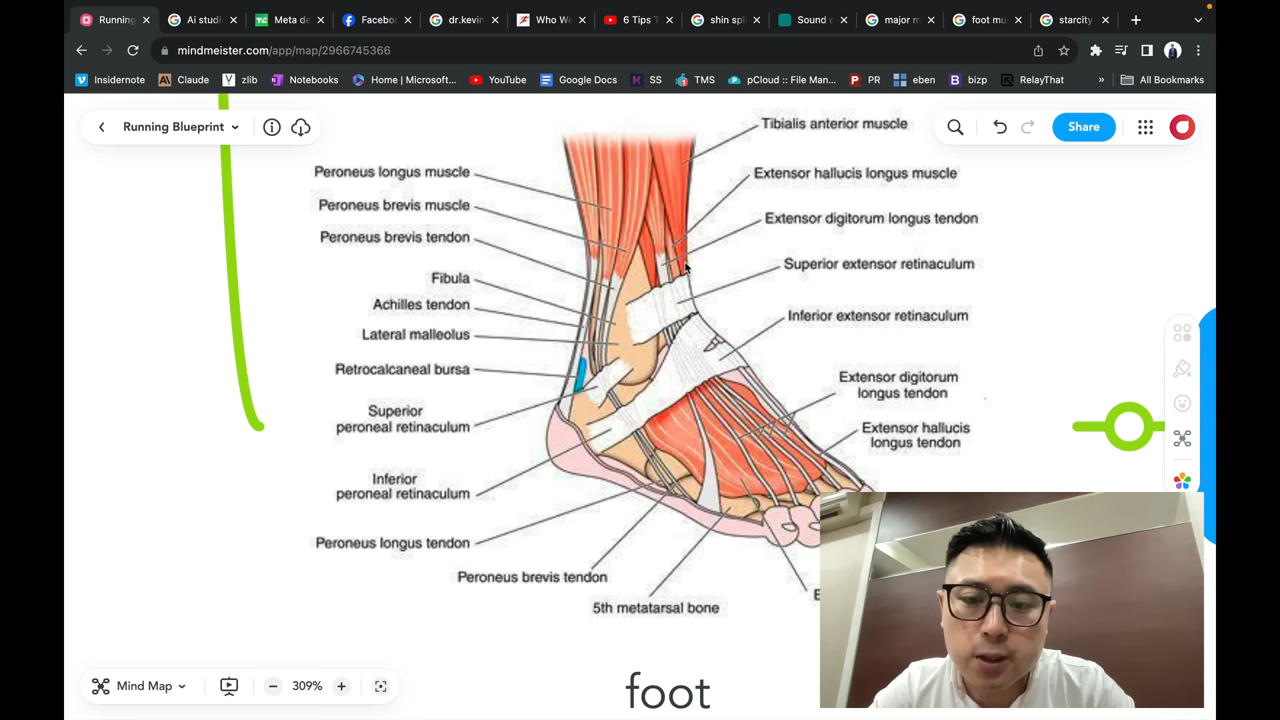 Running
Ai studi
Meta de
Faceboo
dr.kevin
Who We
6 Tips T
shin spl
Sound c
major m
foot mu
starcity
mindmeister.com/app/map/2966745366
Insidernote
Claude
zlib
Notebooks
Home | Microsoft...
YouTube
Google Docs
SS
TMS
pCloud :: File Man...
PR
eben
bizp
RelayThat
»
All Bookmarks
Running Blueprint
Share
Tibialis anterior muscle
Peroneus longus muscle
Extensor hallucis longus muscle
Peroneus brevis muscle
Extensor digitorum longus tendon
Peroneus brevis tendon
Superior extensor retinaculum
Fibula
Achilles tendon
Inferior extensor retinaculum
Lateral malleolus
Retrocalcaneal bursa
Extensor digitorum
longus tendon
Superior
peroneal retinaculum
Extensor hallucis
longus tendon
Inferior
peroneal retinaculum
Peroneus longus tendon
Peroneus brevis tendon
5th metatarsal bone
foot
Mind Map
309%